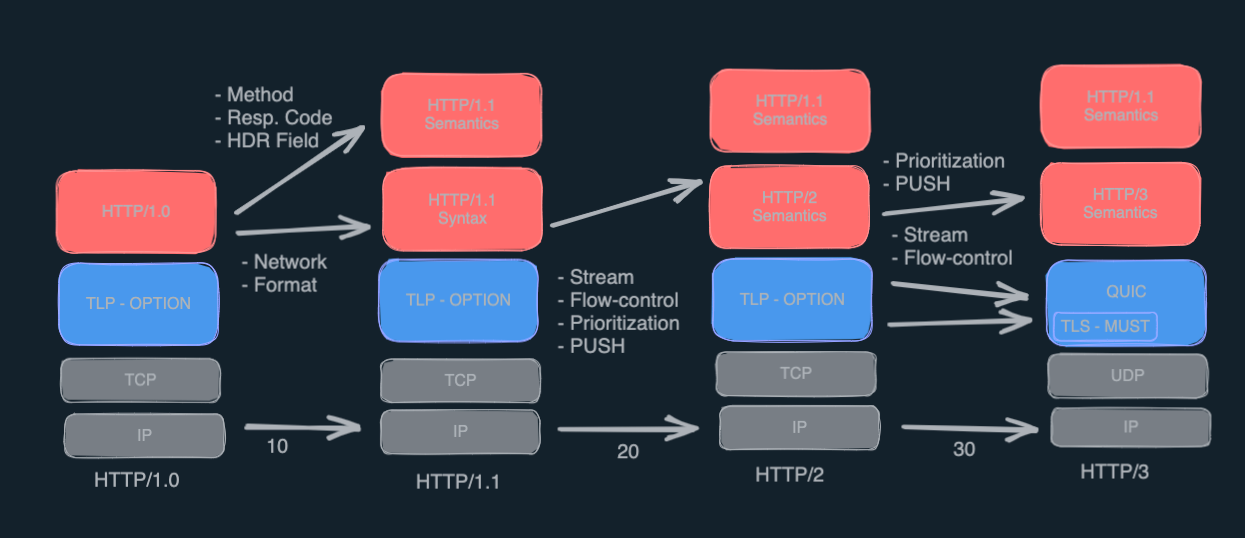 - Method
- Resp. Code
- HDR Field
HTTP/1.0
- Network
- Format
TLP - OPTION
TCP
IP
HTTP/1.0
10
HTTP/1.1
Semantics
HTTP/1.1
Syntax
TLP - OPTION
TCP
IP
HTTP/1.1
- Stream
- Flow-control
- Prioritization
- PUSH
20
HTTP/1.1
Semantics
HTTP/2
Semantics
TLP - OPTION
TCP
IP
HTTP/2
- Prioritization
- PUSH
- Stream
- Flow-control
30
HTTP/1.1
Semantics
HTTP/3
Semantics
QUIC
TLS - MUST
UDP
IP
HTTP/3